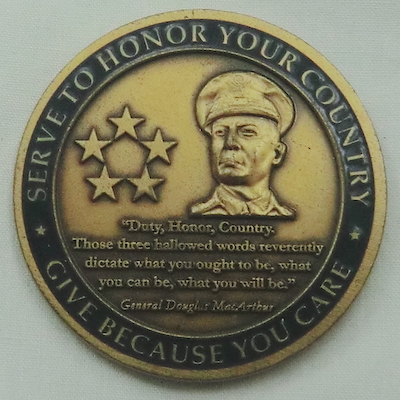 SERVE TO HONOR YOUR COUNTRY
"Duty, Honor, Country.
Those three hallowed words reverently
dictate what you ought to be, what
you can be, what you will be."
General Douglas MacArthur
GIVE BECAUSE YOU CARE